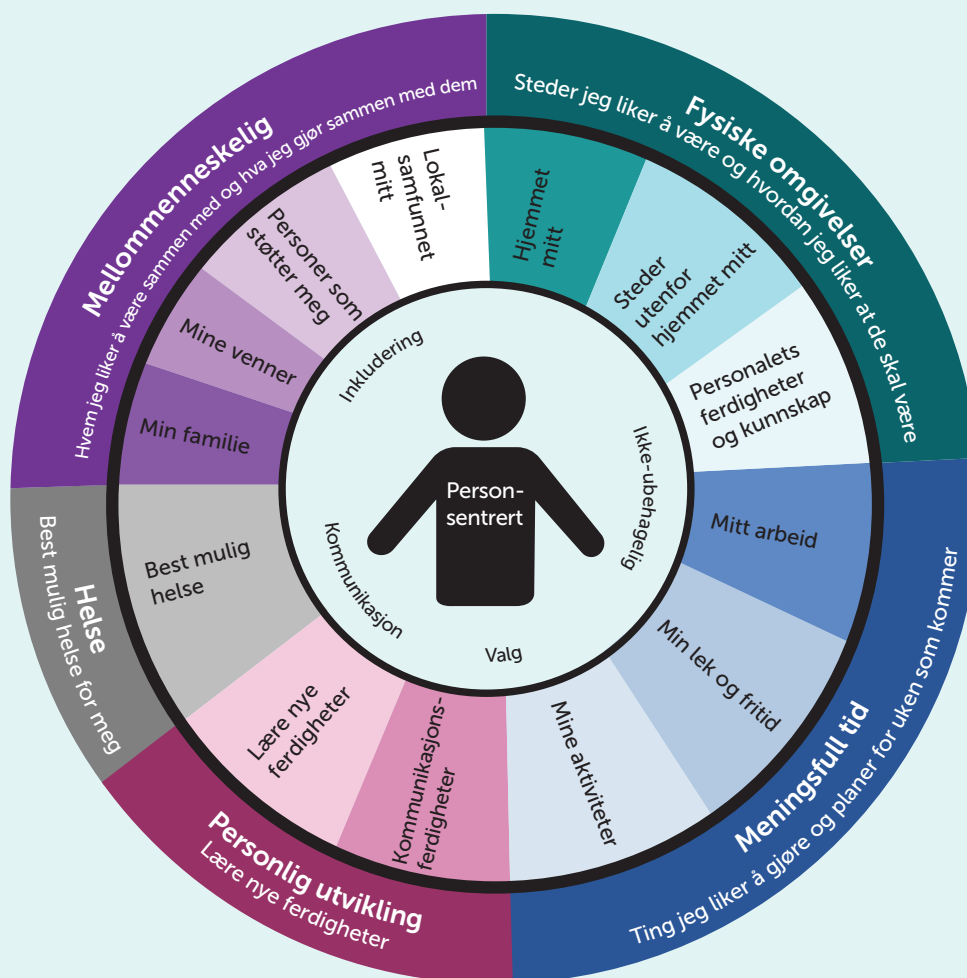 Mellommenneskelig
Hvem jeg liker å være sammen med og hva jeg gjør sammen med dem
Fysiske omgivelser
Steder jeg liker å være og hvordan jeg liker at de skal være
Meningsfull tid
Ting jeg liker å gjøre og planer for uken som kommer
Personlig utvikling
Lære nye ferdigheter
Helse
Best mulig helse for meg
Hjemmet
mitt
Steder
utenfor
hjemmet mitt
Personalets
ferdigheter
og kunnskap
Mitt arbeid
Min lek og fritid
Mine aktiviteter
Kommunikasjons-
ferdigheter
Lære nye
ferdigheter
Best mulig
helse
Min familie
Mine venner
Personer som
støtter meg
Lokal-
samfunnet
mitt
Inkludering
Ikke-ubehagelig
Valg
Kommunikasjon
Person-
sentrert